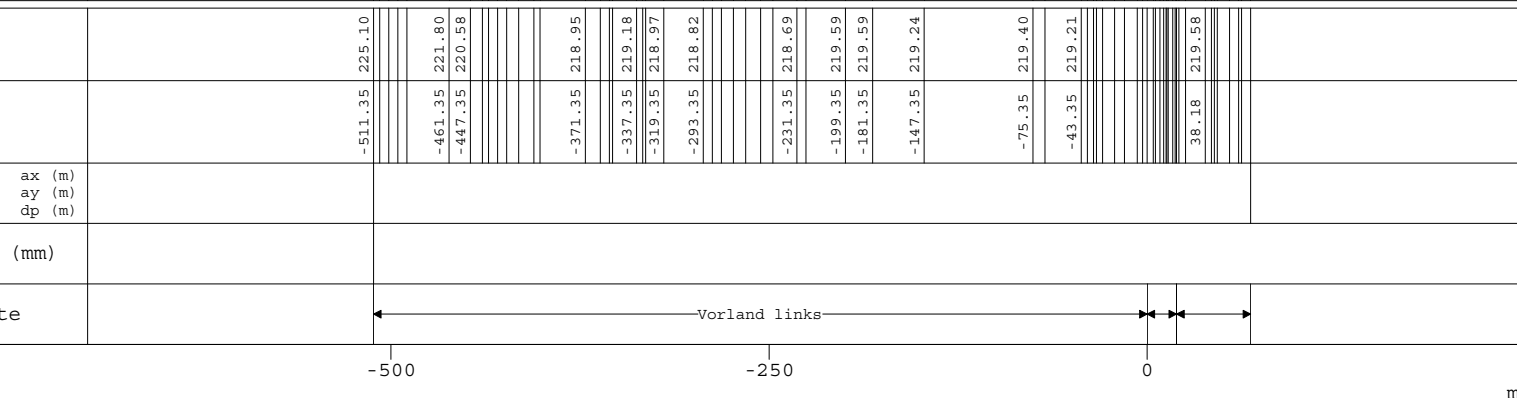 225.10 221.80 220.58 218.95 219.18 218.97 218.82 218.69 219.59 219.59 219.24 219.40 219.21 219.58
-511.35 -461.35 -447.35 -371.35 -337.35 -319.35 -293.35 -231.35 -199.35 -181.35 -147.35 -75.35 -43.35 38.18
ax (m)
ay (m)
dp (m)
(mm)
te Vorland links
-500 -250 0
m